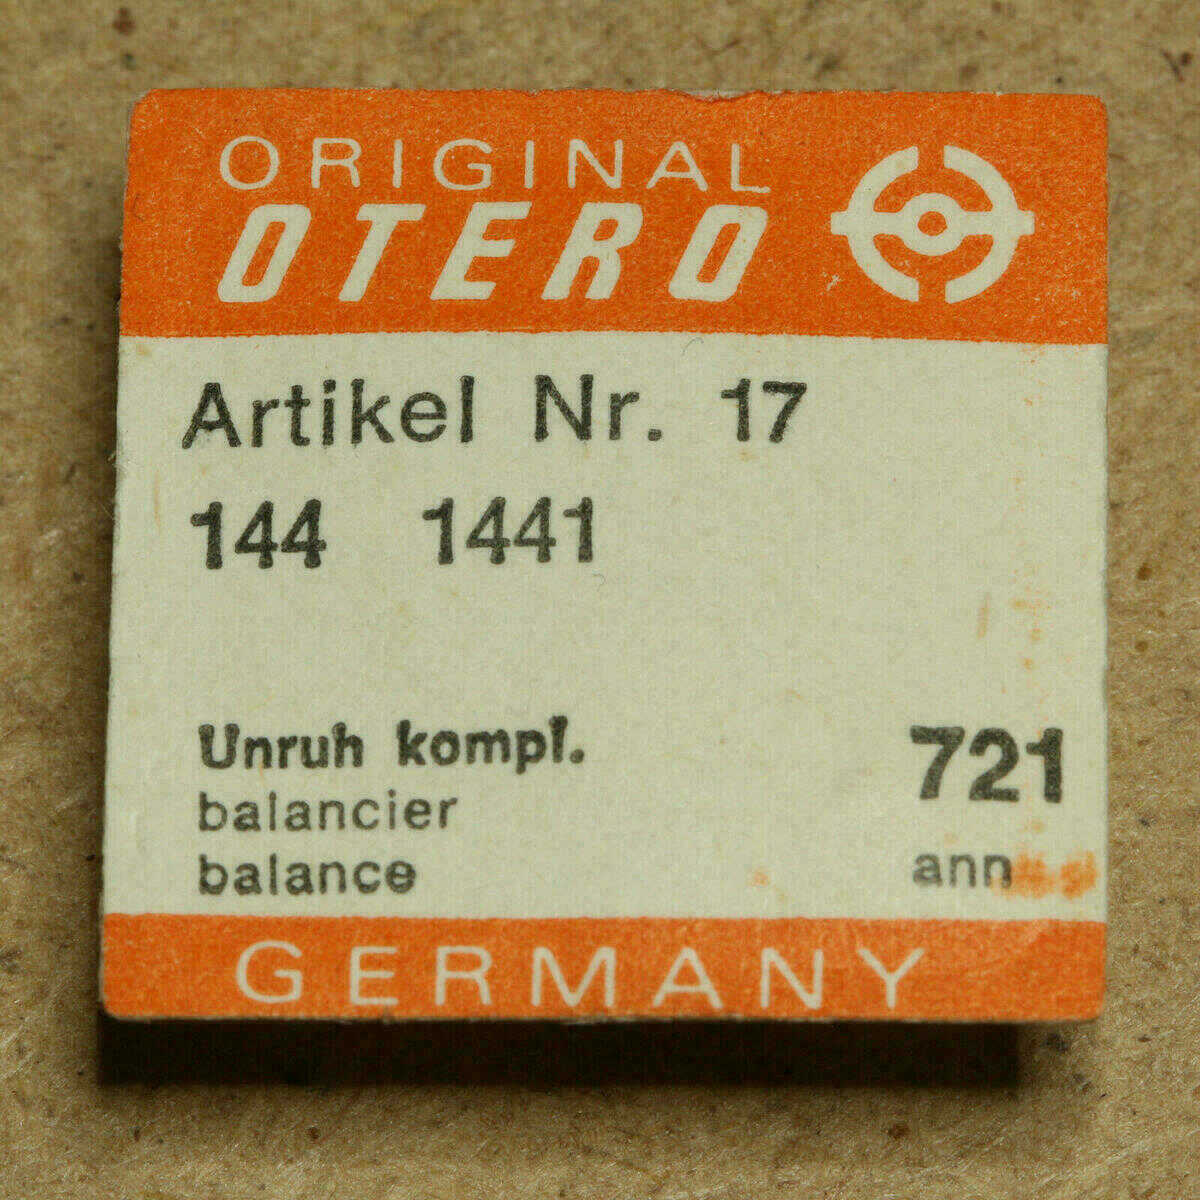 ORIGINAL
OTERO
Artikel Nr. 17
144 1441
Unruh kompl. 721
balancier
balance ann
GERMANY